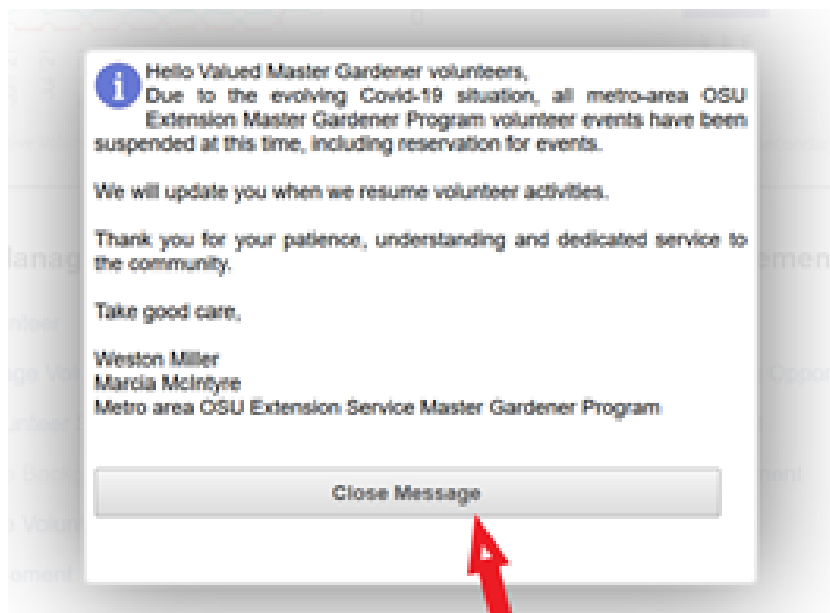 Hello Valued Master Gardener volunteers,
Due to the evolving Covid-19 situation, all metro-area OSU
Extension Master Gardener Program volunteer events have been
suspended at this time, including reservation for events.
We will update you when we resume volunteer activities.
Thank you for your patience, understanding and dedicated service to
the community.
Take good care,
Weston Miller
Marcia McIntyre
Metro area OSU Extension Service Master Gardener Program
Close Message